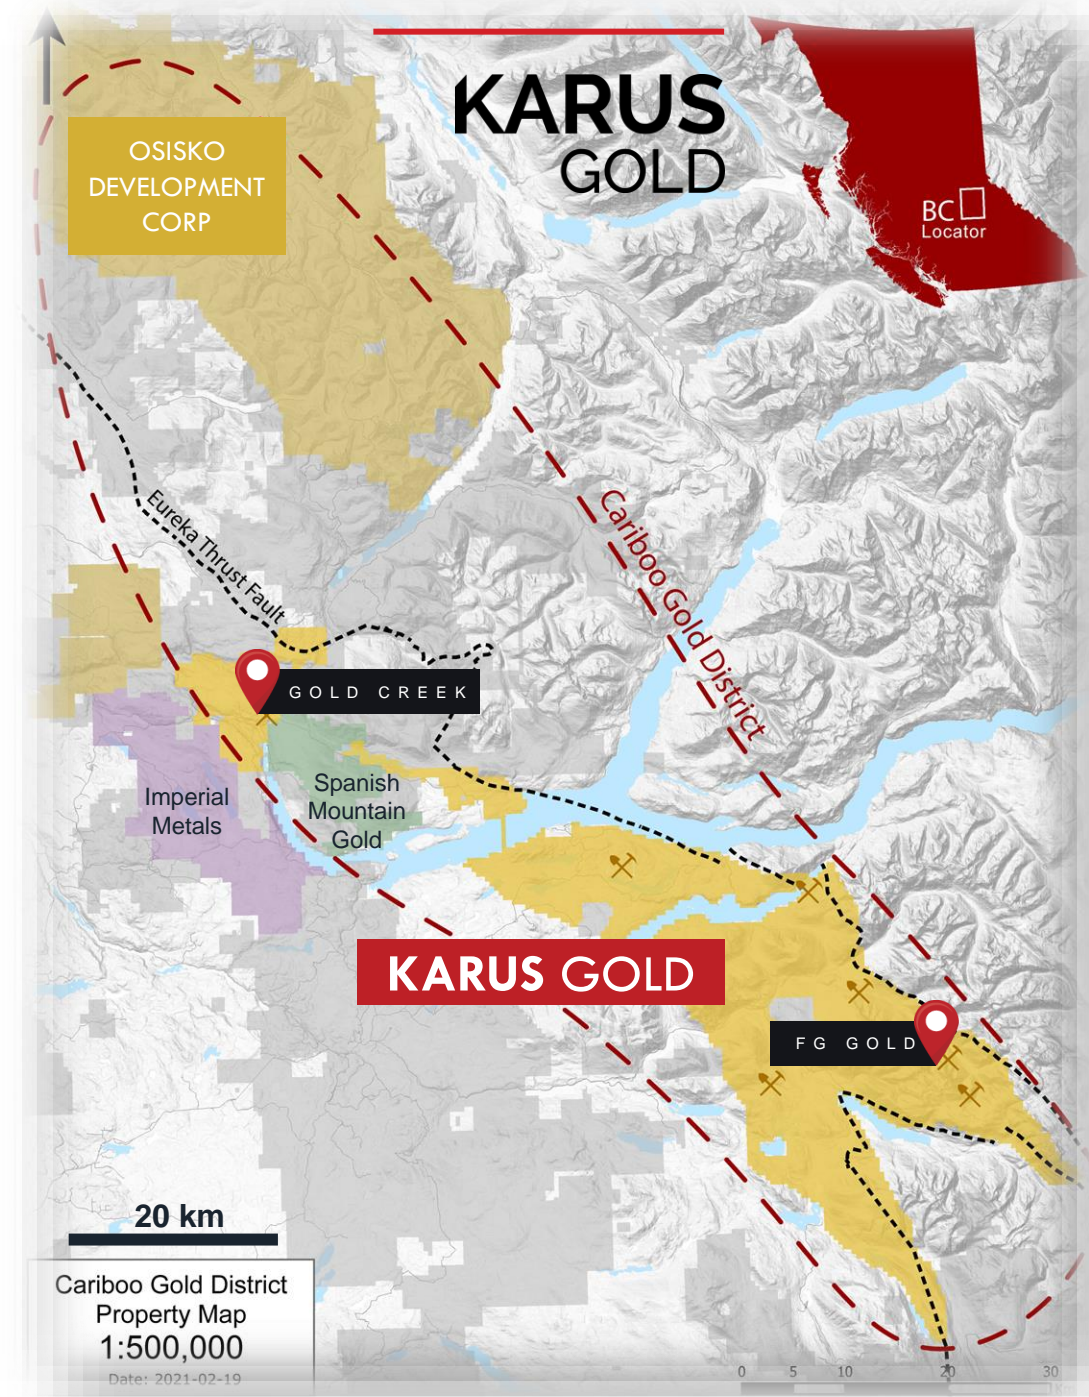 KARUS
GOLD
OSISKO
DEVELOPMENT
CORP
BC
Locator
Eureka Thrust Fault
Cariboo Gold District
GOLD CREEK
Imperial
Metals
Spanish
Mountain
Gold
KARUS GOLD
FG GOLD
20 km
Cariboo Gold District
Property Map
1:500,000
Date: 2021-02-19
0 5 10 20 30